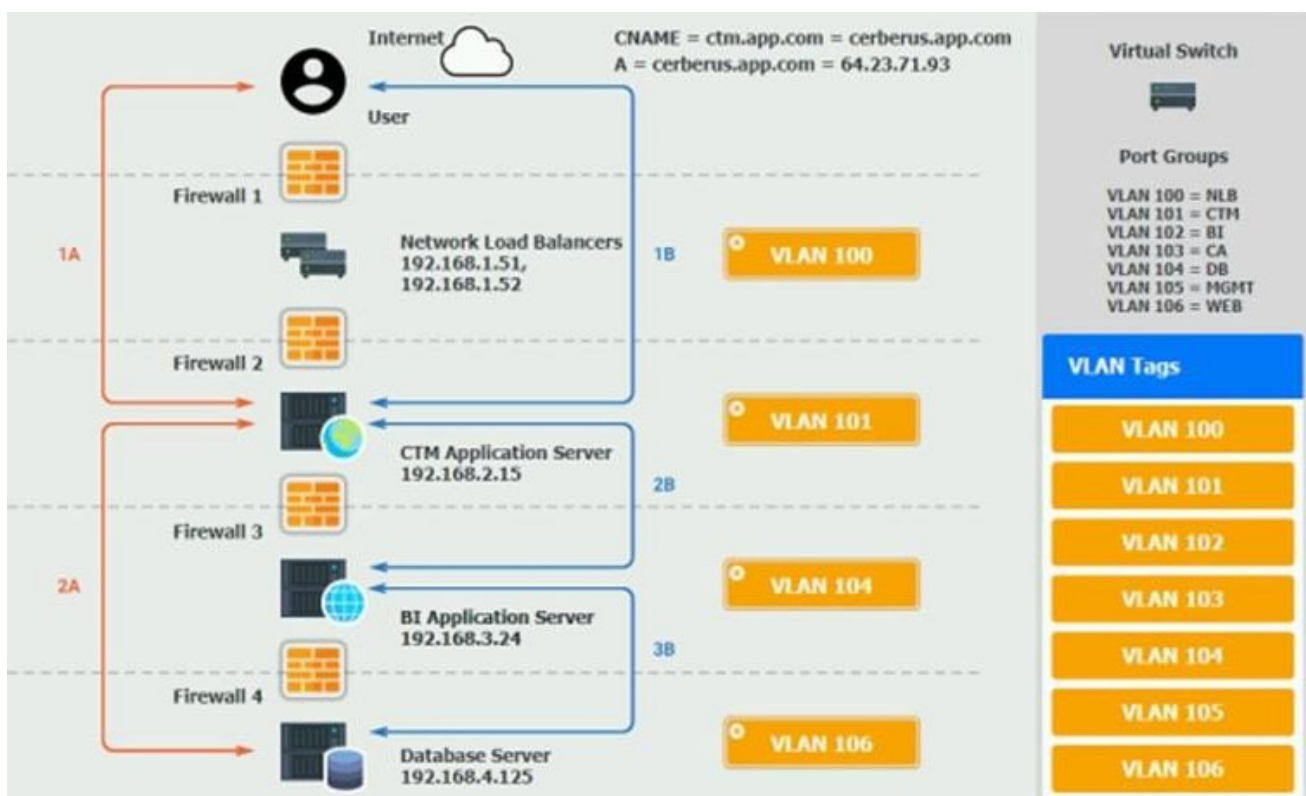 Internet
CNAME = ctm.app.com = cerberus.app.com
A = cerberus.app.com = 64.23.71.93
User
Firewall 1
1A
Network Load Balancers
192.168.1.51,
192.168.1.52
1B
VLAN 100
Firewall 2
VLAN 101
CTM Application Server
192.168.2.15
2B
Firewall 3
2A
VLAN 104
BI Application Server
192.168.3.24
3B
Firewall 4
VLAN 106
Database Server
192.168.4.125
Virtual Switch
Port Groups
VLAN 100 = NLB
VLAN 101 = CTM
VLAN 102 = BI
VLAN 103 = CA
VLAN 104 = DB
VLAN 105 = MGMT
VLAN 106 = WEB
VLAN Tags
VLAN 100
VLAN 101
VLAN 102
VLAN 103
VLAN 104
VLAN 105
VLAN 106